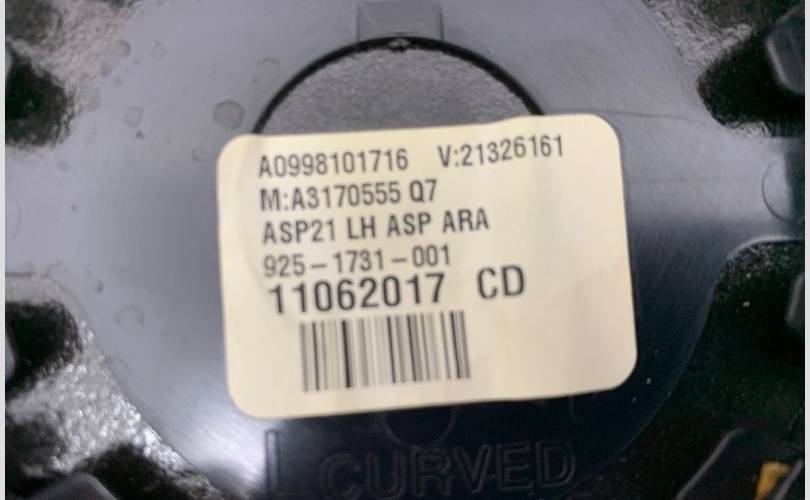 A0998101716 V:21326161
M:A3170555 Q7
ASP21 LH ASP ARA
925-1731-001
11062017 CD
CURVED